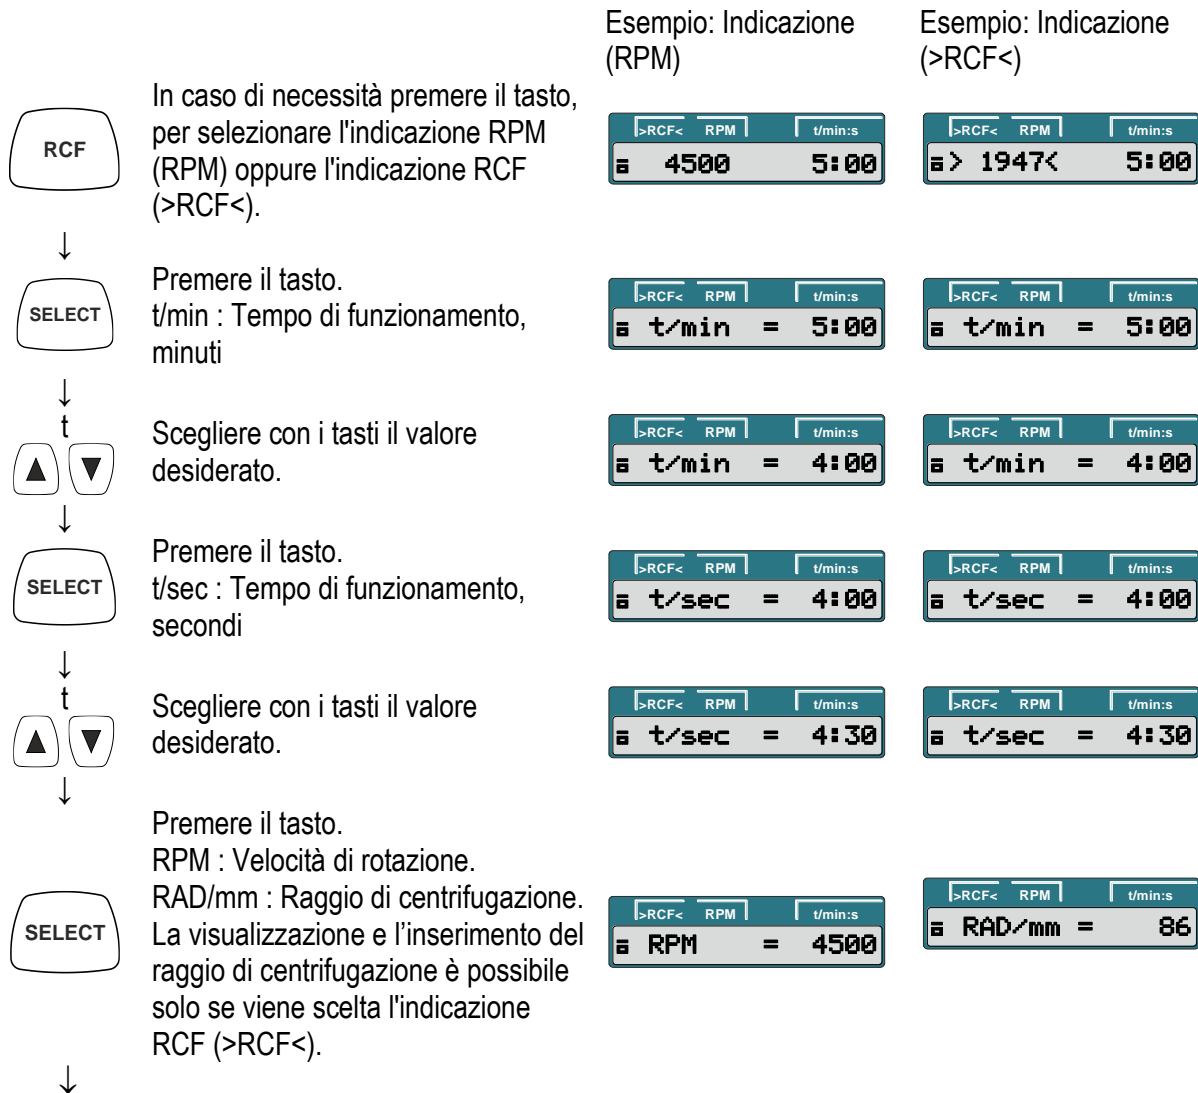 Esempio: Indicazione
(RPM)
Esempio: Indicazione
(>RCF<)
RCF
In caso di necessità premere il tasto,
per selezionare l'indicazione RPM
(RPM) oppure l'indicazione RCF
(>RCF<).
>RCF< RPM t/min:s
4500 5:00
>RCF< RPM t/min:s
> 1947< 5:00
↓
SELECT
Premere il tasto.
t/min : Tempo di funzionamento,
minuti
>RCF< RPM t/min:s
t/min = 5:00
>RCF< RPM t/min:s
t/min = 5:00
↓
t
▲ ▼
Scegliere con i tasti il valore
desiderato.
>RCF< RPM t/min:s
t/min = 4:00
>RCF< RPM t/min:s
t/min = 4:00
↓
SELECT
Premere il tasto.
t/sec : Tempo di funzionamento,
secondi
>RCF< RPM t/min:s
t/sec = 4:00
>RCF< RPM t/min:s
t/sec = 4:00
↓
t
▲ ▼
Scegliere con i tasti il valore
desiderato.
>RCF< RPM t/min:s
t/sec = 4:30
>RCF< RPM t/min:s
t/sec = 4:30
↓
SELECT
Premere il tasto.
RPM : Velocità di rotazione.
RAD/mm : Raggio di centrifugazione.
La visualizzazione e l’inserimento del
raggio di centrifugazione è possibile
solo se viene scelta l'indicazione
RCF (>RCF<).
>RCF< RPM t/min:s
RPM = 4500
>RCF< RPM t/min:s
RAD/mm = 86
↓